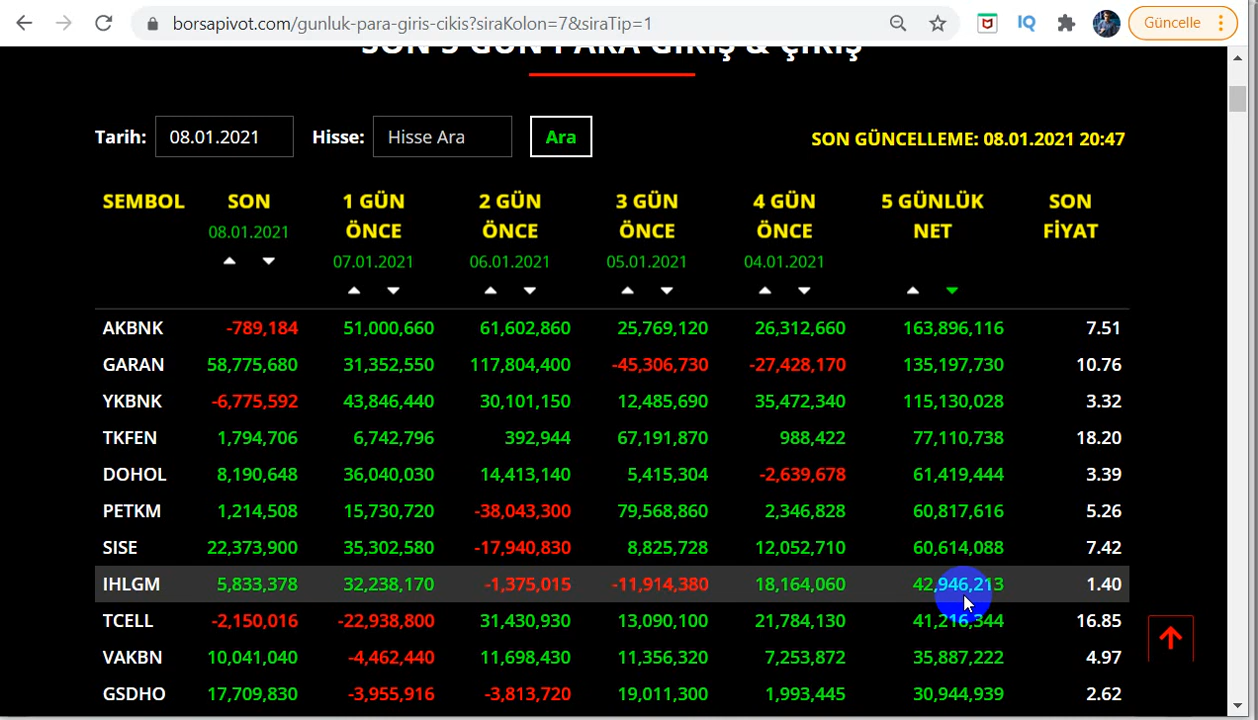 borsapivot.com/gunluk-para-giris-cikis?siraKolon=7&siraTip=1
IQ
Güncelle
SON 5 GÜN PARA GİRİŞ & ÇIKIŞ
Tarih: 08.01.2021 Hisse: Hisse Ara Ara SON GÜNCELLEME: 08.01.2021 20:47
SEMBOL SON 1 GÜN 2 GÜN 3 GÜN 4 GÜN 5 GÜNLÜK SON
08.01.2021 ÖNCE ÖNCE ÖNCE ÖNCE NET FİYAT
07.01.2021 06.01.2021 05.01.2021 04.01.2021
AKBNK -789,184 51,000,660 61,602,860 25,769,120 26,312,660 163,896,116 7.51
GARAN 58,775,680 31,352,550 117,804,400 -45,306,730 -27,428,170 135,197,730 10.76
YKBNK -6,775,592 43,846,440 30,101,150 12,485,690 35,472,340 115,130,028 3.32
TKFEN 1,794,706 6,742,796 392,944 67,191,870 988,422 77,110,738 18.20
DOHOL 8,190,648 36,040,030 14,413,140 5,415,304 -2,639,678 61,419,444 3.39
PETKM 1,214,508 15,730,720 -38,043,300 79,568,860 2,346,828 60,817,616 5.26
SISE 22,373,900 35,302,580 -17,940,830 8,825,728 12,052,710 60,614,088 7.42
IHLGM 5,833,378 32,238,170 -1,375,015 -11,914,380 18,164,060 42,946,213 1.40
TCELL -2,150,016 -22,938,800 31,430,930 13,090,100 21,784,130 41,216,344 16.85
VAKBN 10,041,040 -4,462,440 11,698,430 11,356,320 7,253,872 35,887,222 4.97
GSDHO 17,709,830 -3,955,916 -3,813,720 19,011,300 1,993,445 30,944,939 2.62